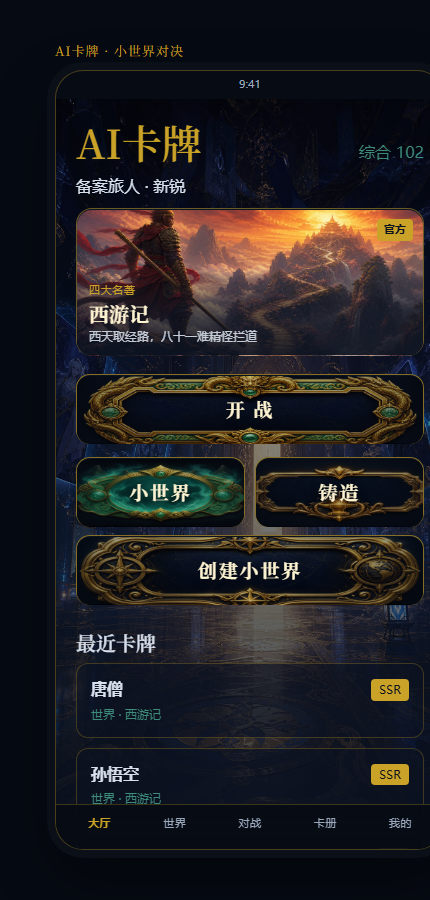 AI卡牌 · 小世界对决
9:41
AI卡牌
综合 102
备案旅人 · 新锐
官方
四大名著
西游记
西天取经路，八十一难精怪拦道
开 战
小世界
铸造
创建小世界
最近卡牌
唐僧
SSR
世界 · 西游记
孙悟空
SSR
世界 · 西游记
大厅
世界
对战
卡册
我的